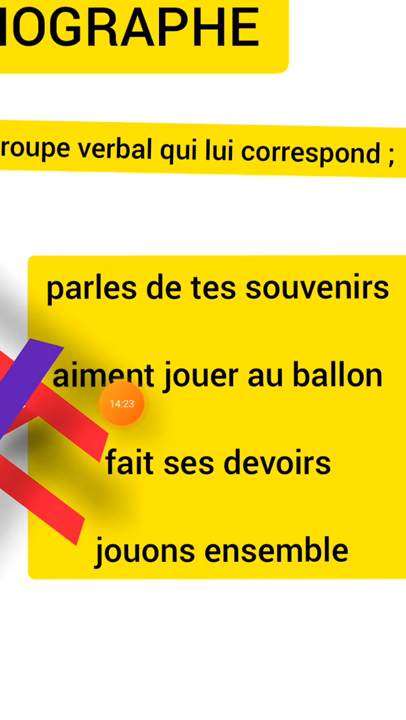 IOGRAPHE
roupe verbal qui lui correspond ;
parles de tes souvenirs
aiment jouer au ballon
14:23
fait ses devoirs
jouons ensemble